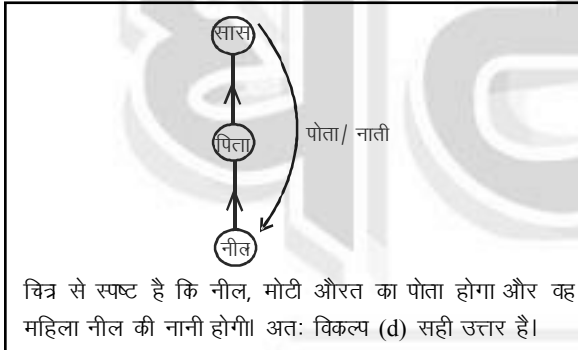 सास
पिता
पोता/ नाती
नील
चित्र से स्पष्ट है कि नील, मोटी औरत का पोता होगा और वह
महिला नील की नानी होगी। अतः विकल्प (d) सही उत्तर है।